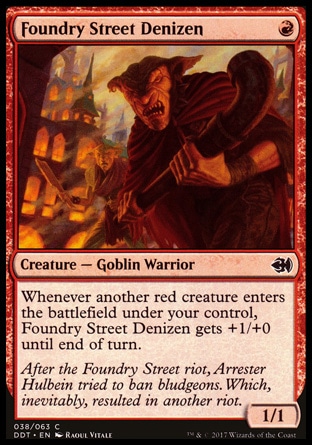 Foundry Street Denizen
Creature — Goblin Warrior
Whenever another red creature enters
the battlefield under your control,
Foundry Street Denizen gets +1/+0
until end of turn.
After the Foundry Street riot, Arrester
Hulbein tried to ban bludgeons. Which,
inevitably, resulted in another riot.
1/1
038/063 C
DDT • EN Raoul Vitale
™ & © 2017 Wizards of the Coast